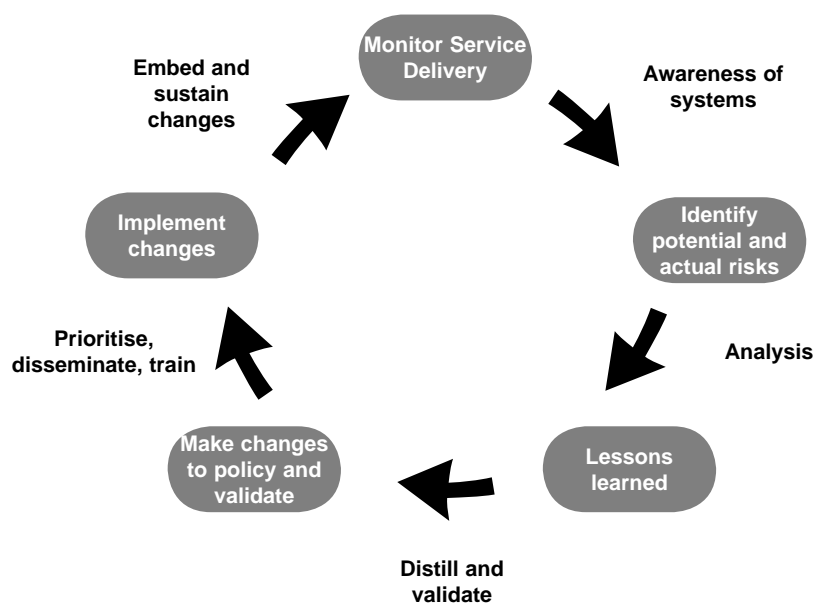 Monitor Service
Delivery
Awareness of
systems
Identify
potential and
actual risks
Analysis
Lessons
learned
Distill and
validate
Make changes
to policy and
validate
Prioritise,
disseminate, train
Implement
changes
Embed and
sustain
changes